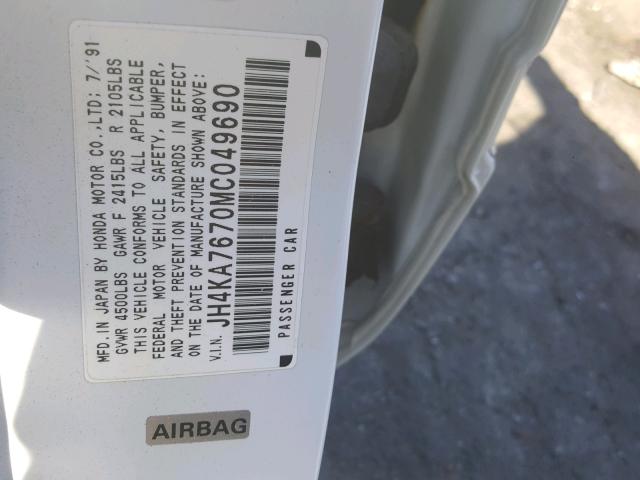 MFD.IN JAPAN BY HONDA MOTOR CO.,LTD: 7/'91
GVWR 4500LBS GAWR F 2415LBS R 2105LBS
THIS VEHICLE CONFORMS TO ALL APPLICABLE
FEDERAL MOTOR VEHICLE SAFETY, BUMPER,
AND THEFT PREVENTION STANDARDS IN EFFECT
ON THE DATE OF MANUFACTURE SHOWN ABOVE:
V.I.N. JH4KA7670MC049690
PASSENGER CAR
AIRBAG